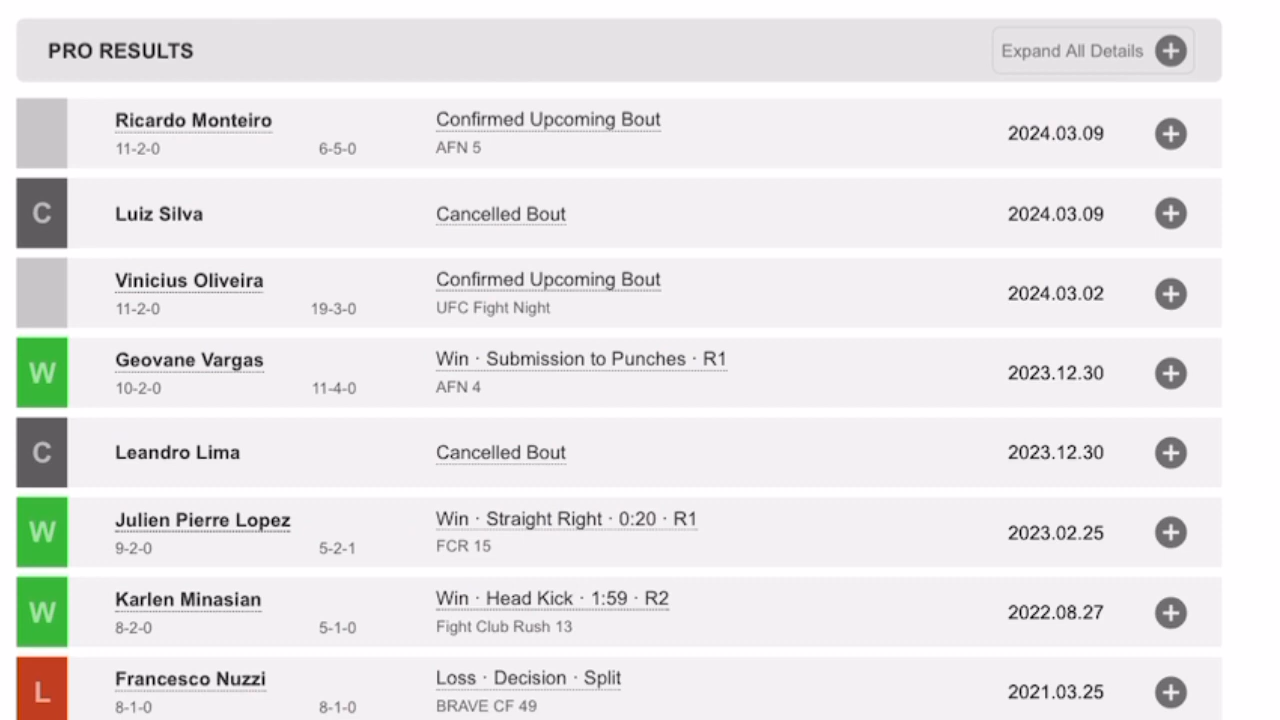 PRO RESULTS
Expand All Details
Ricardo Monteiro Confirmed Upcoming Bout 2024.03.09
11-2-0 6-5-0 AFN 5
C Luiz Silva Cancelled Bout 2024.03.09
Vinicius Oliveira Confirmed Upcoming Bout 2024.03.02
11-2-0 19-3-0 UFC Fight Night
W Geovane Vargas Win · Submission to Punches · R1 2023.12.30
10-2-0 11-4-0 AFN 4
C Leandro Lima Cancelled Bout 2023.12.30
W Julien Pierre Lopez Win · Straight Right · 0:20 · R1 2023.02.25
9-2-0 5-2-1 FCR 15
W Karlen Minasian Win · Head Kick · 1:59 · R2 2022.08.27
8-2-0 5-1-0 Fight Club Rush 13
L Francesco Nuzzi Loss · Decision · Split 2021.03.25
8-1-0 8-1-0 BRAVE CF 49